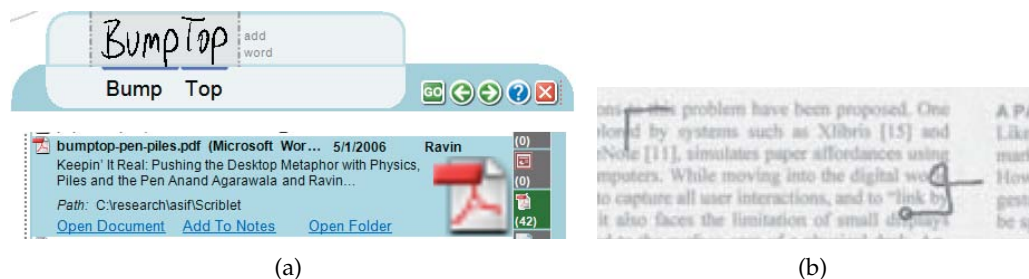 BumpTop
add
word
Bump Top
GO
?
bumptop-pen-piles.pdf (Microsoft Wor... 5/1/2006 Ravin
Keepin' It Real: Pushing the Desktop Metaphor with Physics,
Piles and the Pen Anand Agarawala and Ravin...
Path: C:\research\asif\Scriblet
Open Document Add To Notes Open Folder
(0)
(0)
(42)
(a)
this problem have been proposed. One
by systems such as Xlibris [15] and
[11], simulates paper affordances using
While moving into the digital
to capture all user interactions, and to "link by
it also faces the limitation of small displays
A PA
Like
How
gest
be s
(b)